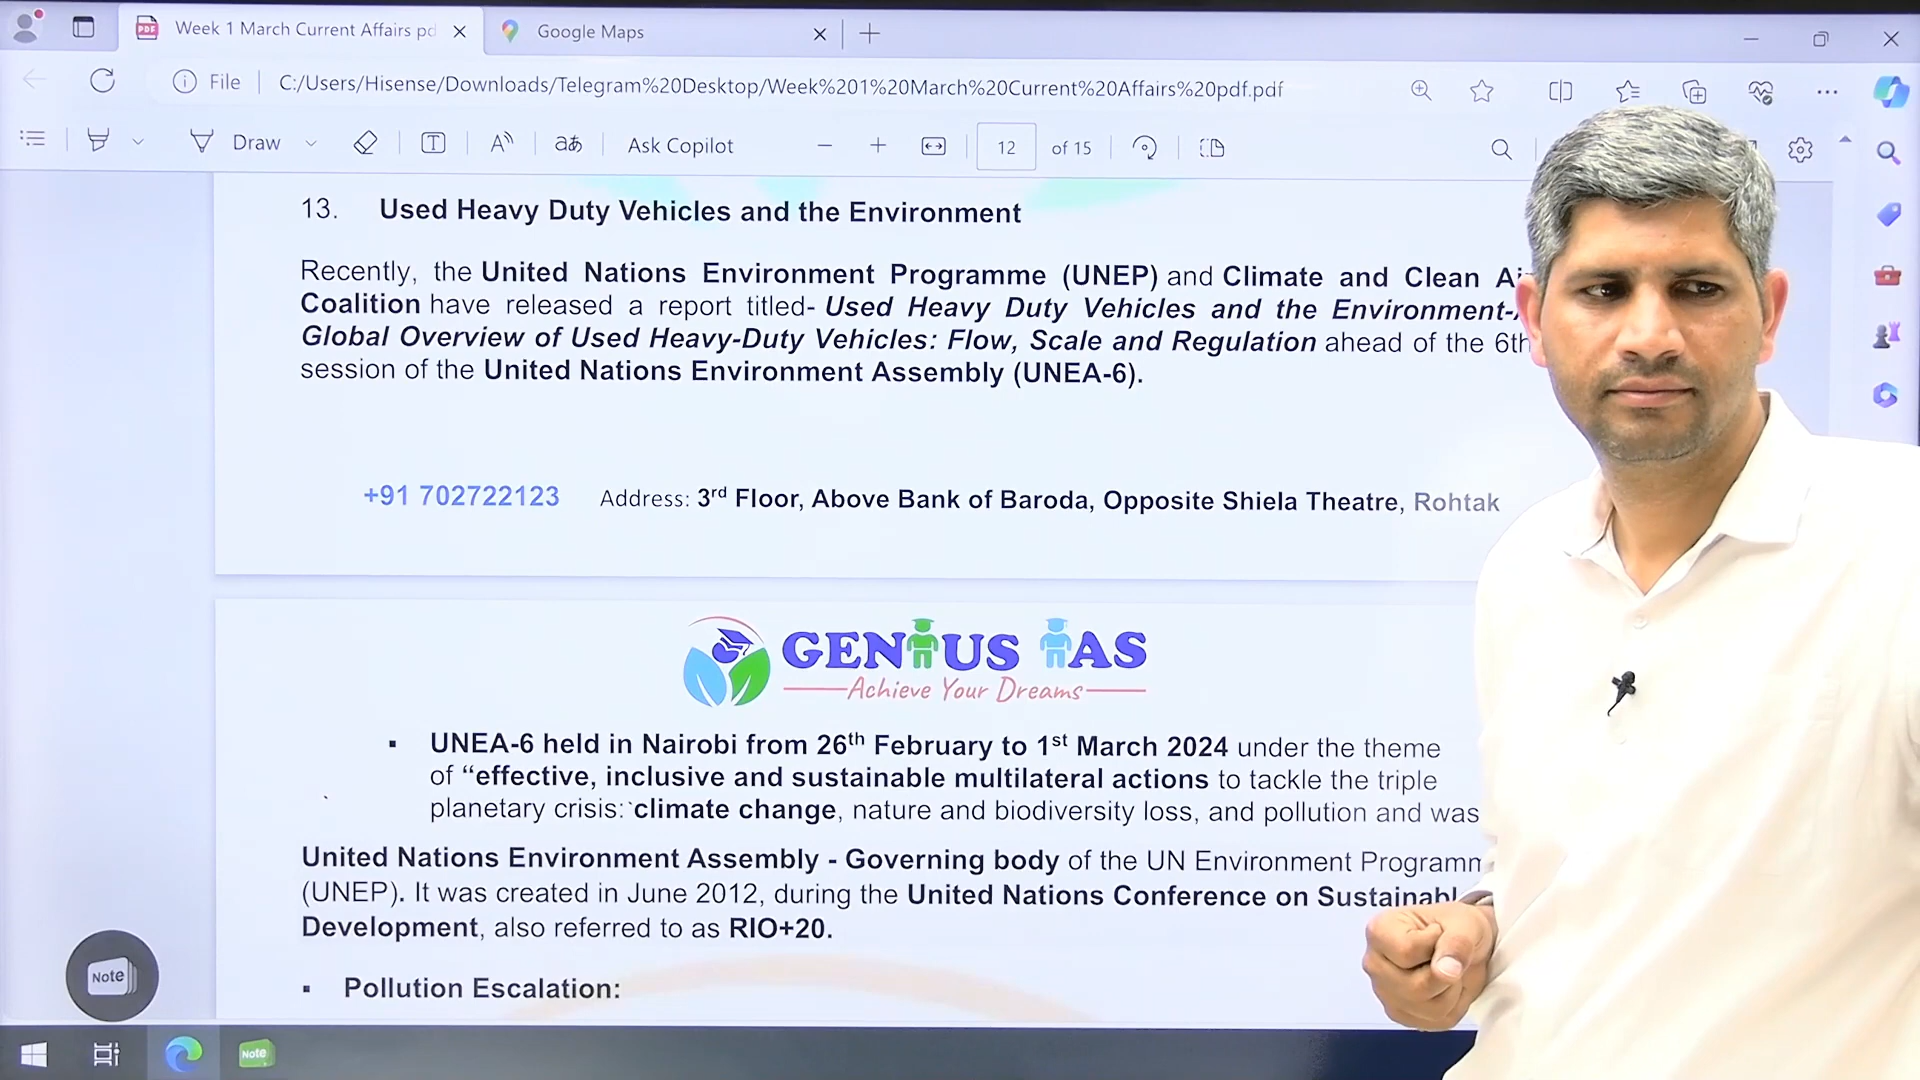 Week 1 March Current Affairs pd
Google Maps
File
C:/Users/Hisense/Downloads/Telegram%20Desktop/Week%201%20March%20Current%20Affairs%20pdf.pdf
Draw
aあ
Ask Copilot
12 of 15
13. Used Heavy Duty Vehicles and the Environment
Recently, the United Nations Environment Programme (UNEP) and Climate and Clean Ai
Coalition have released a report titled- Used Heavy Duty Vehicles and the Environment-
Global Overview of Used Heavy-Duty Vehicles: Flow, Scale and Regulation ahead of the 6th
session of the United Nations Environment Assembly (UNEA-6).
+91 702722123 Address: 3rd Floor, Above Bank of Baroda, Opposite Shiela Theatre, Rohtak
GENIUS IAS
Achieve Your Dreams
▪ UNEA-6 held in Nairobi from 26th February to 1st March 2024 under the theme
of “effective, inclusive and sustainable multilateral actions to tackle the triple
planetary crisis: climate change, nature and biodiversity loss, and pollution and was
United Nations Environment Assembly - Governing body of the UN Environment Program
(UNEP). It was created in June 2012, during the United Nations Conference on Sustainabl
Development, also referred to as RIO+20.
▪ Pollution Escalation:
Note
Note